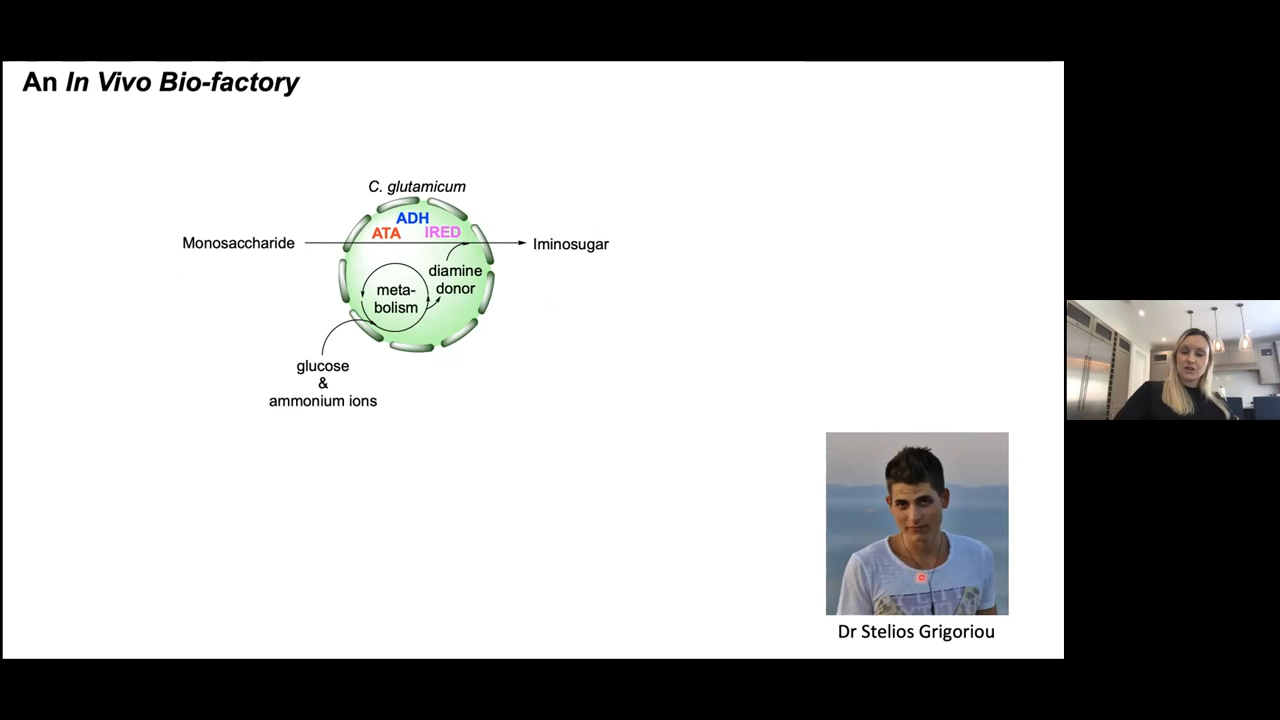 An In Vivo Bio-factory
C. glutamicum
ADH
ATA IRED
Monosaccharide
Iminosugar
diamine
donor
meta-
bolism
glucose
&
ammonium ions
Dr Stelios Grigoriou